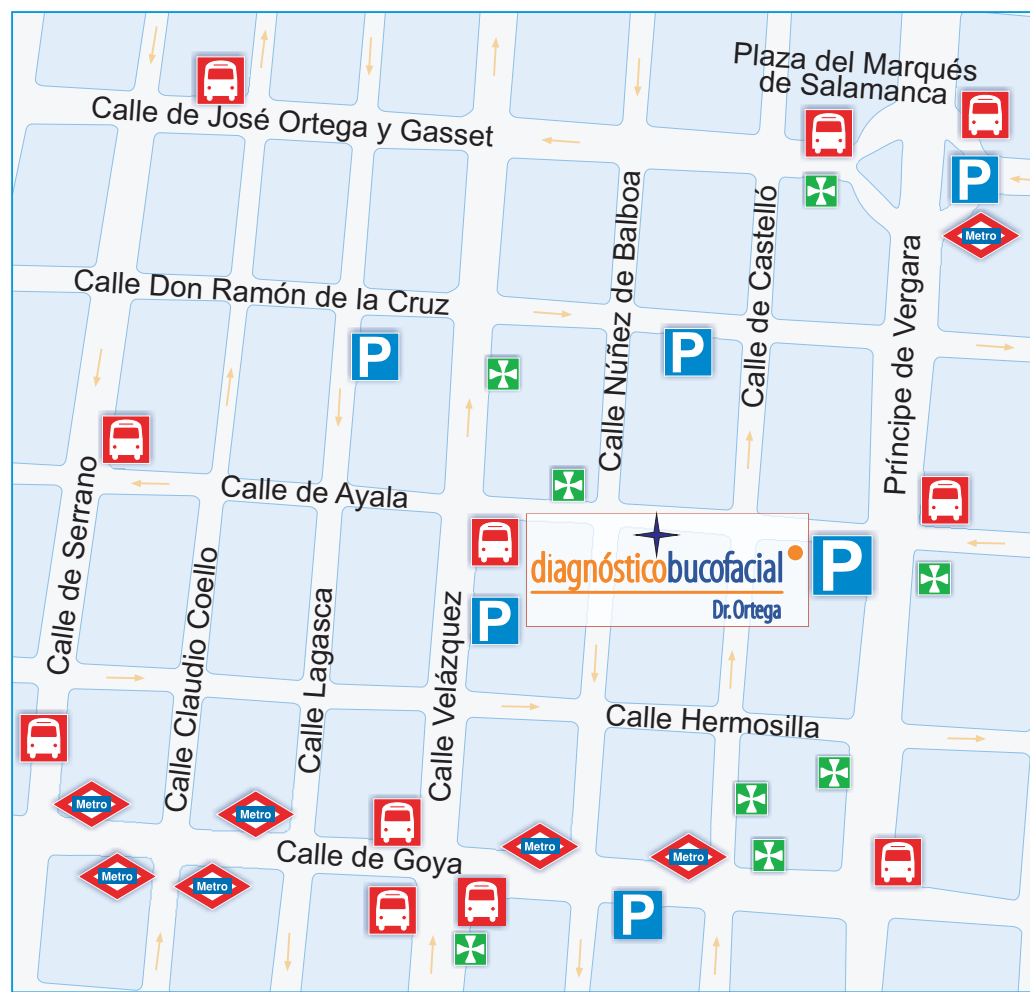 Plaza del Marqués
de Salamanca
Calle de José Ortega y Gasset
P
Metro
Calle Núñez de Balboa
Calle de Castelló
Príncipe de Vergara
Calle Don Ramón de la Cruz
P
P
Calle de Serrano
Calle de Ayala
diagnósticobucofacial
Dr. Ortega
P
P
Calle Claudio Coello
Calle Lagasca
Calle Velázquez
Calle Hermosilla
Metro
Metro
Metro
Metro
Calle de Goya
Metro
Metro
P